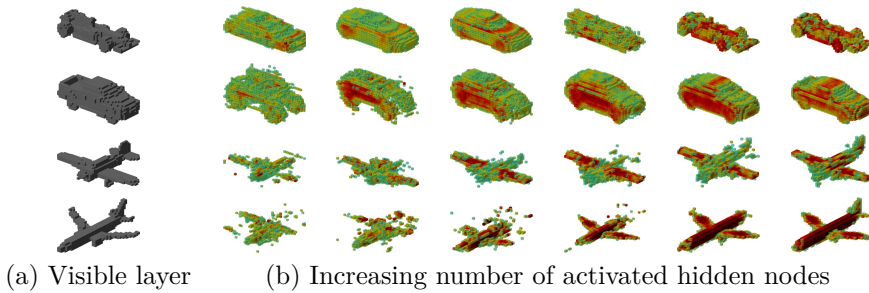 (a) Visible layer
(b) Increasing number of activated hidden nodes